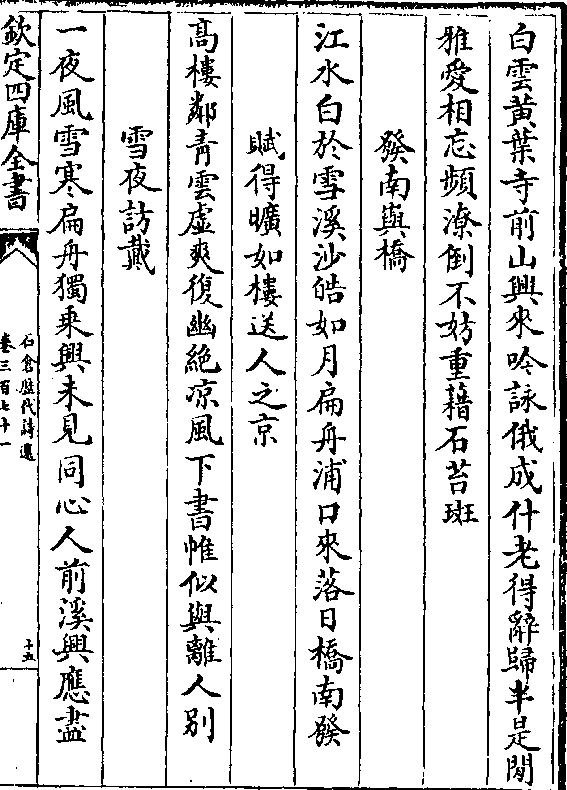 白雲黃葉寺前山興來吟詠俄成什老得辭歸半是閒
雅愛相忘頻潦倒不妨重藉石苔斑
發南輿橋
江水白於雪溪沙皓如月扁舟浦口來落日橋南發
賦得曠如樓送人之京
髙樓鄰青雲虛爽復幽絶凉風下書帷似與離人别
雪夜訪戴
一夜風雪寒扁舟獨乘興未見同心人前溪興應盡
欽定四庫全書
石倉歴代詩選
卷三百七十一
十五